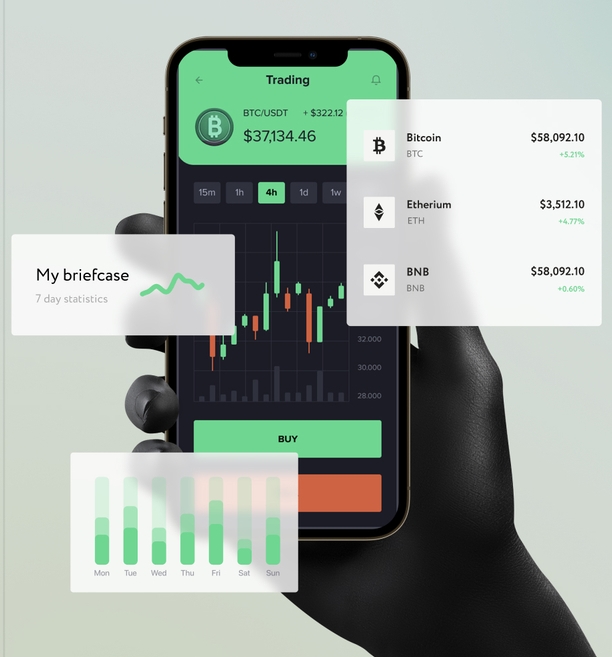 Trading
BTC/USDT + $322.12
$37,134.46
15m 1h 4h 1d 1w
Bitcoin $58,092.10
BTC +5.21%
Etherium $3,512.10
ETH +4.77%
BNB $58,092.10
BNB +0.60%
My briefcase
7 day statistics
32.000
30.000
28.000
BUY
Mon Tue Wed Thu Fri Sat Sun